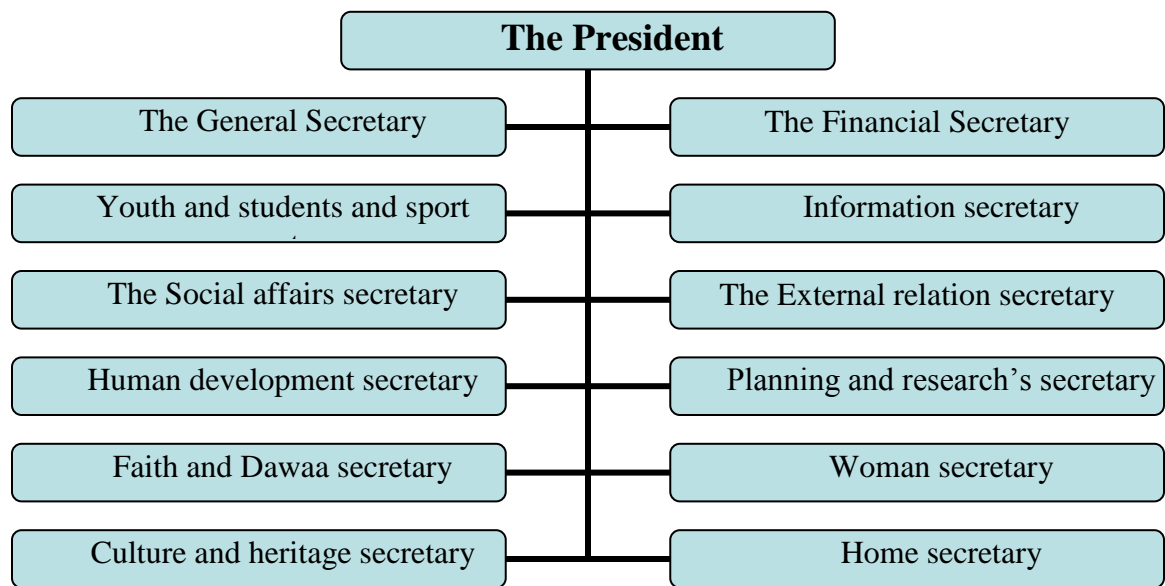 The President
The General Secretary
The Financial Secretary
Youth and students and sport
Information secretary
The Social affairs secretary
The External relation secretary
Human development secretary
Planning and research’s secretary
Faith and Dawaa secretary
Woman secretary
Culture and heritage secretary
Home secretary